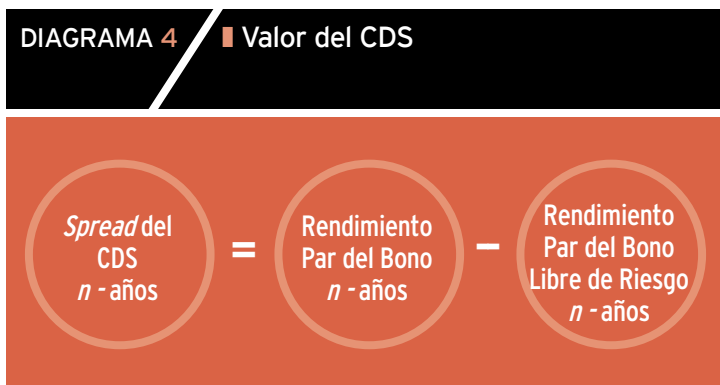 DIAGRAMA 4 Valor del CDS
Spread del
CDS
n - años
=
Rendimiento
Par del Bono
n - años
–
Rendimiento
Par del Bono
Libre de Riesgo
n - años